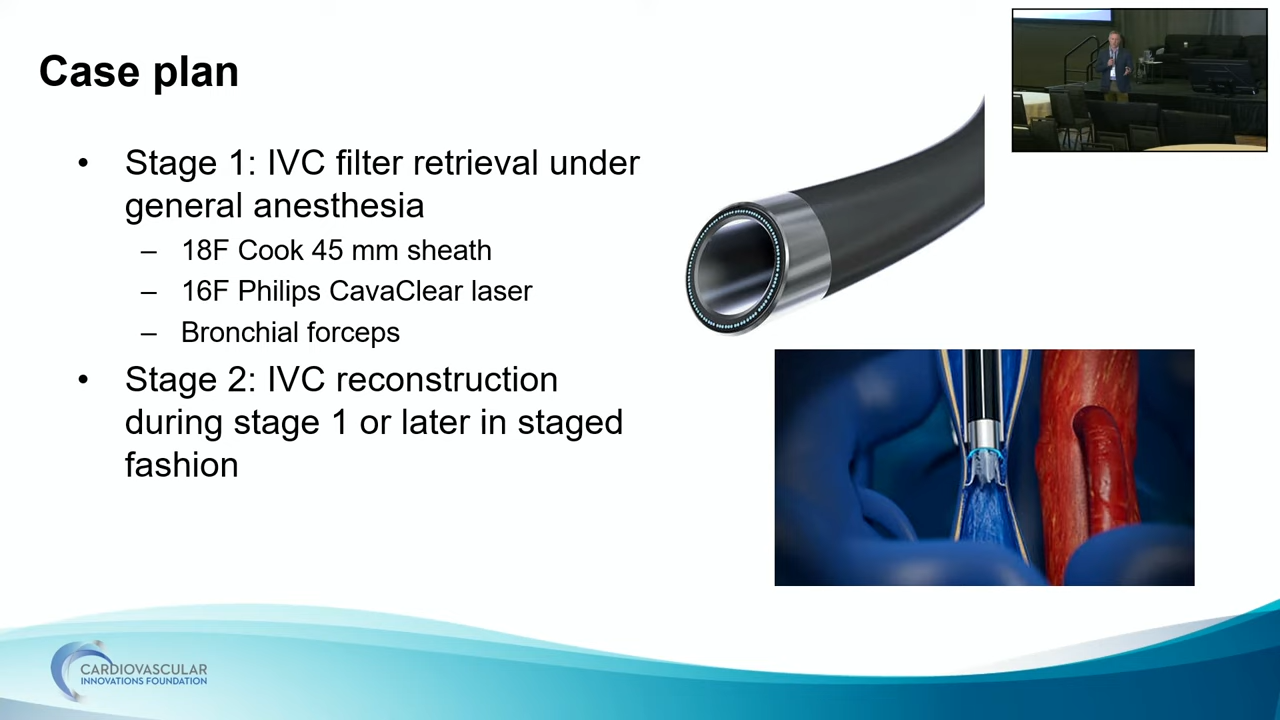 Case plan
• Stage 1: IVC filter retrieval under
general anesthesia
– 18F Cook 45 mm sheath
– 16F Philips CavaClear laser
– Bronchial forceps
• Stage 2: IVC reconstruction
during stage 1 or later in staged
fashion
CARDIOVASCULAR
INNOVATIONS FOUNDATION